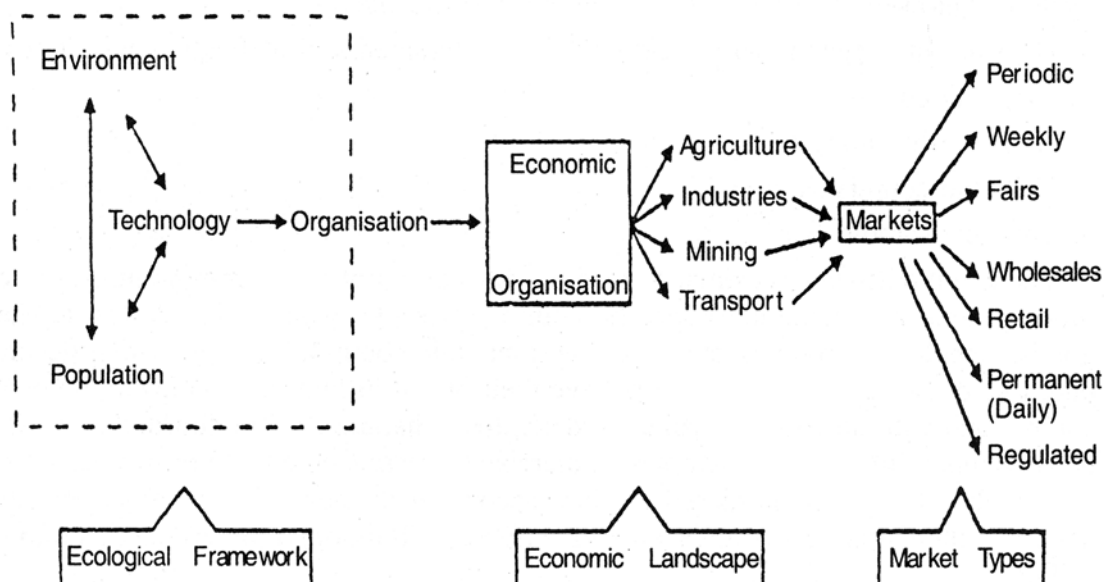 Environment
Technology
Population
Organisation
Economic
Organisation
Agriculture
Industries
Mining
Transport
Markets
Periodic
Weekly
Fairs
Wholesales
Retail
Permanent
(Daily)
Regulated
Ecological Framework
Economic Landscape
Market Types